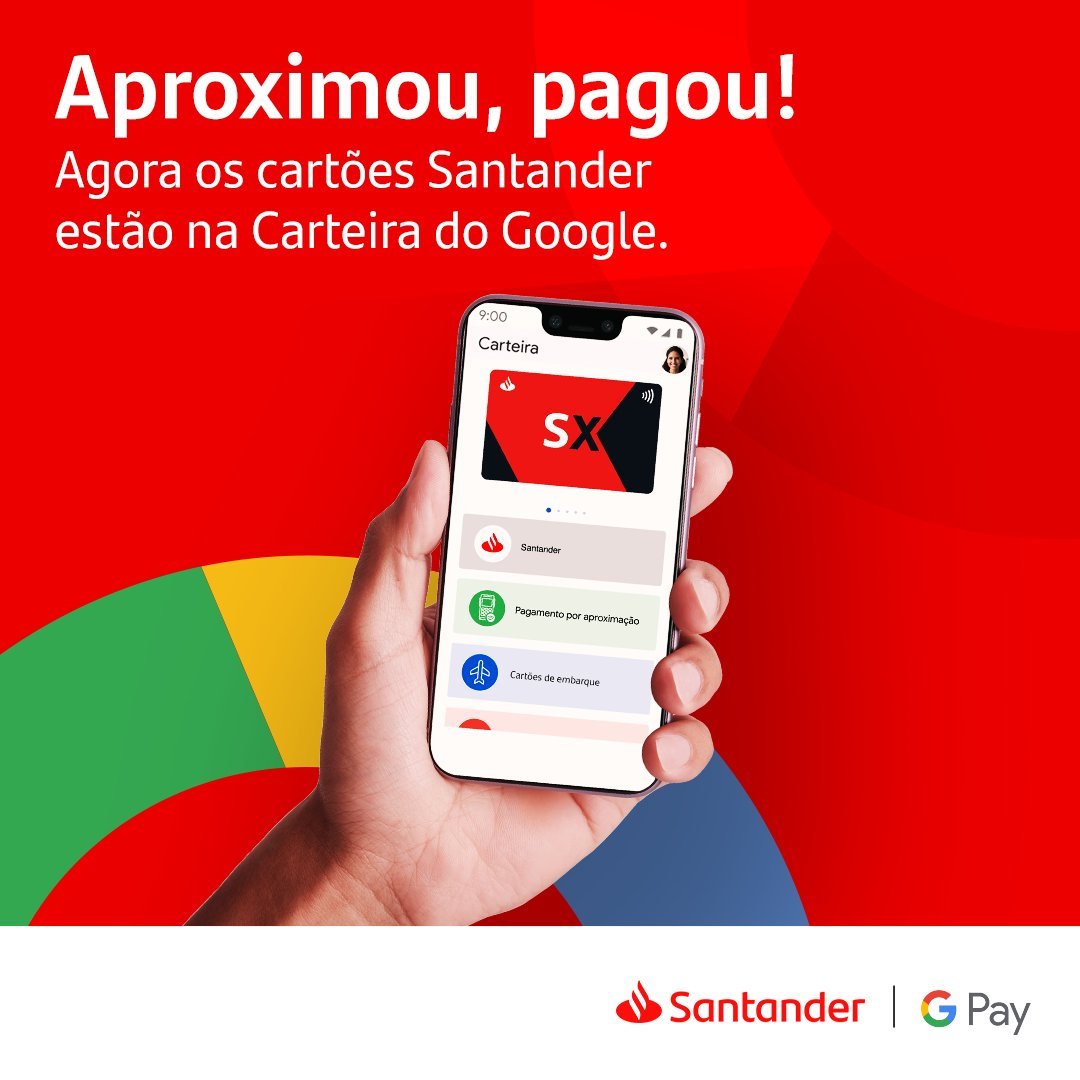 Aproximou, pagou!
Agora os cartões Santander
estão na Carteira do Google.
9:00
Carteira
SX
Santander
Pagamento por aproximação
Cartões de embarque
Santander | G Pay